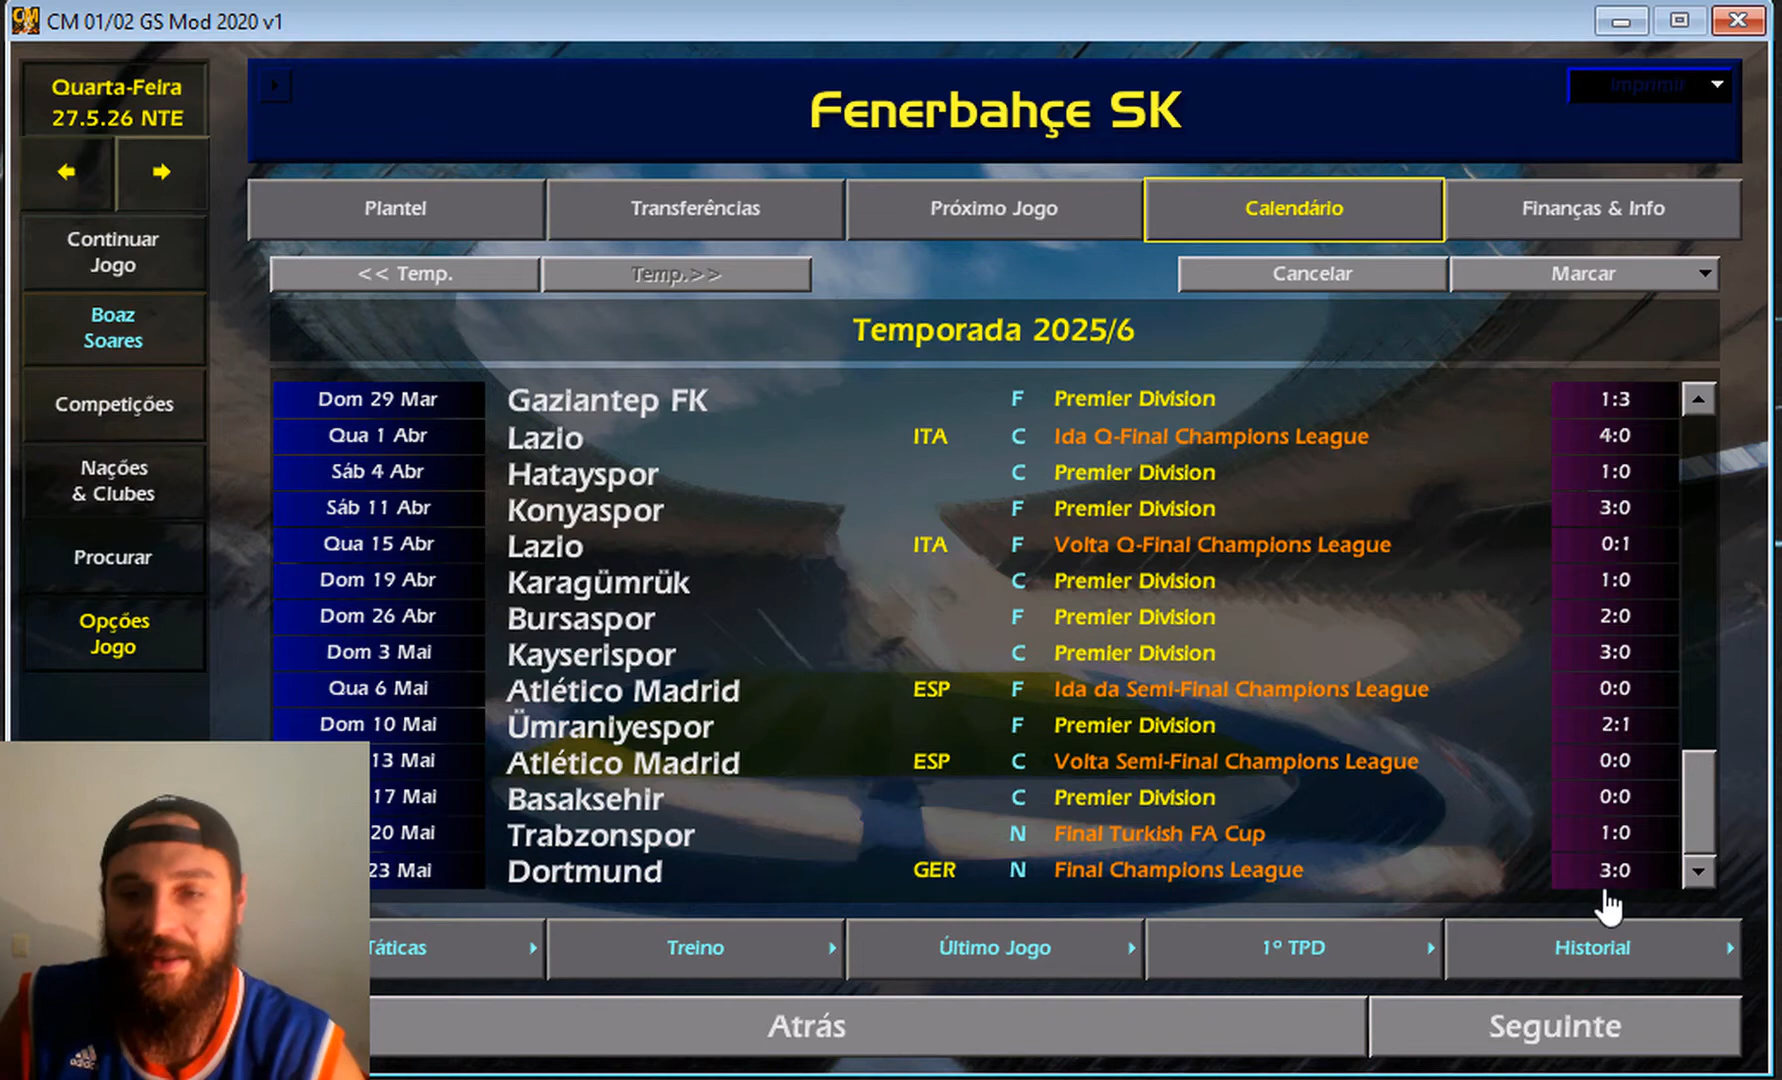 CM 01/02 GS Mod 2020 v1
Quarta-Feira
27.5.26 NTE
Fenerbahçe SK
Imprimir
Plantel
Transferências
Próximo Jogo
Calendário
Finanças & Info
Continuar
Jogo
Boaz
Soares
Competições
Nações
& Clubes
Procurar
Opções
Jogo
<< Temp.
Temp.>>
Cancelar
Marcar
Temporada 2025/6
Dom 29 Mar Gaziantep FK F Premier Division 1:3
Qua 1 Abr Lazio ITA C Ida Q-Final Champions League 4:0
Sáb 4 Abr Hatayspor C Premier Division 1:0
Sáb 11 Abr Konyaspor F Premier Division 3:0
Qua 15 Abr Lazio ITA F Volta Q-Final Champions League 0:1
Dom 19 Abr Karagümrük C Premier Division 1:0
Dom 26 Abr Bursaspor F Premier Division 2:0
Dom 3 Mai Kayserispor C Premier Division 3:0
Qua 6 Mai Atlético Madrid ESP F Ida da Semi-Final Champions League 0:0
Dom 10 Mai Ümraniyespor F Premier Division 2:1
13 Mai Atlético Madrid ESP C Volta Semi-Final Champions League 0:0
17 Mai Basaksehir C Premier Division 0:0
20 Mai Trabzonspor N Final Turkish FA Cup 1:0
23 Mai Dortmund GER N Final Champions League 3:0
Táticas
Treino
Último Jogo
1º TPD
Historial
Atrás
Seguinte